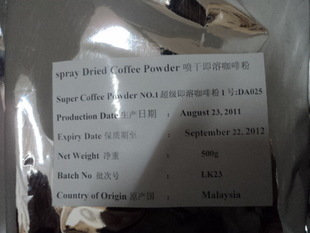 spray Dried Coffee Powder 喷干即溶咖啡粉
Super Coffee Powder NO.1 超级即溶咖啡粉 1 号:DA025
Production Date 生产日期 : August 23, 2011
Expiry Date 保质期至 : September 22, 2012
Net Weight 净重 : 500g
Batch No 批次号 : LK23
Country of Origin 原产国 : Malaysia